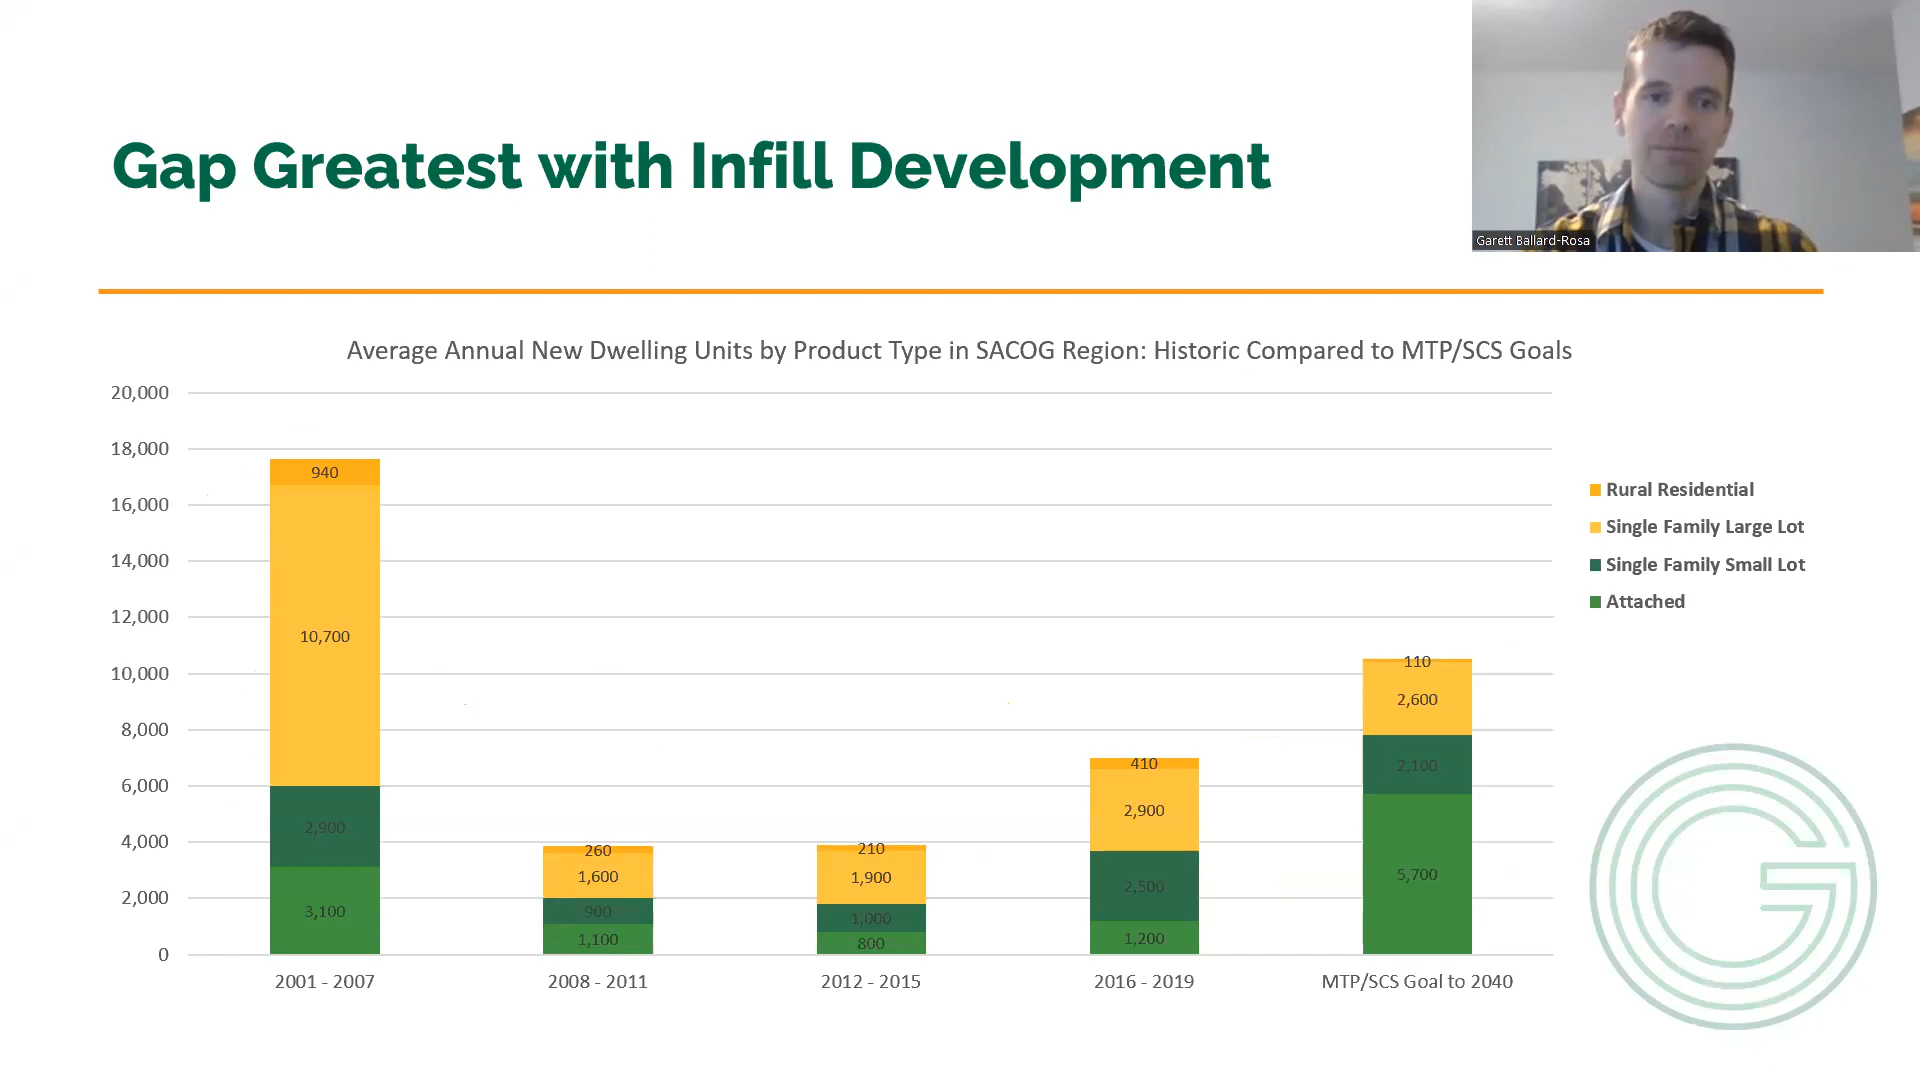 Gap Greatest with Infill Development
Garett Ballard-Rosa
Average Annual New Dwelling Units by Product Type in SACOG Region: Historic Compared to MTP/SCS Goals
20,000
18,000
16,000
14,000
12,000
10,000
8,000
6,000
4,000
2,000
0
940
10,700
2,900
3,100
260
1,600
900
1,100
210
1,900
1,000
800
410
2,900
2,500
1,200
110
2,600
2,100
5,700
2001 - 2007
2008 - 2011
2012 - 2015
2016 - 2019
MTP/SCS Goal to 2040
Rural Residential
Single Family Large Lot
Single Family Small Lot
Attached